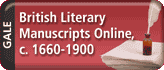 GALE
British Literary
Manuscripts Online,
c. 1660-1900